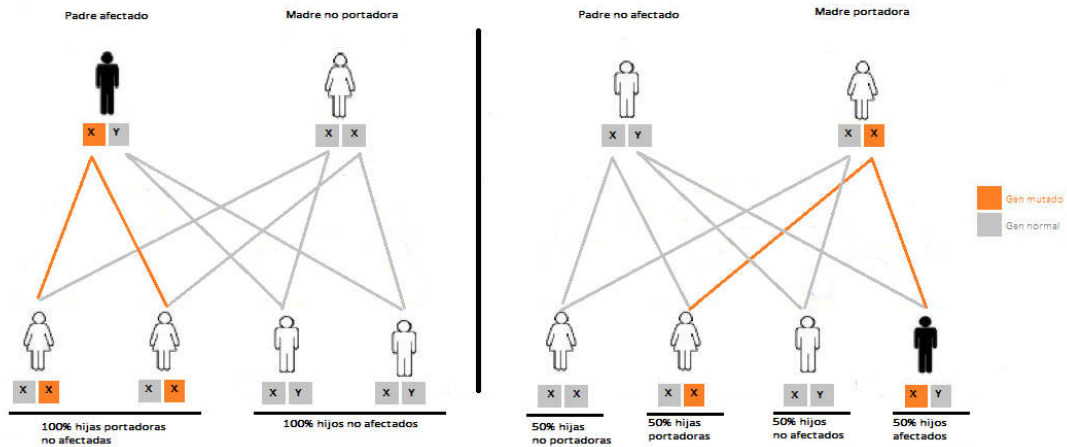 Padre afectado
Madre no portadora
X Y
X X
X X
X X
X Y
X Y
100% hijas portadoras
no afectadas
100% hijos no afectados
Padre no afectado
Madre portadora
X Y
X X
Gen mutado
Gen normal
X X
X X
X Y
X Y
50% hijas
no portadoras
50% hijas
portadoras
50% hijos
no afectados
50% hijos
afectados